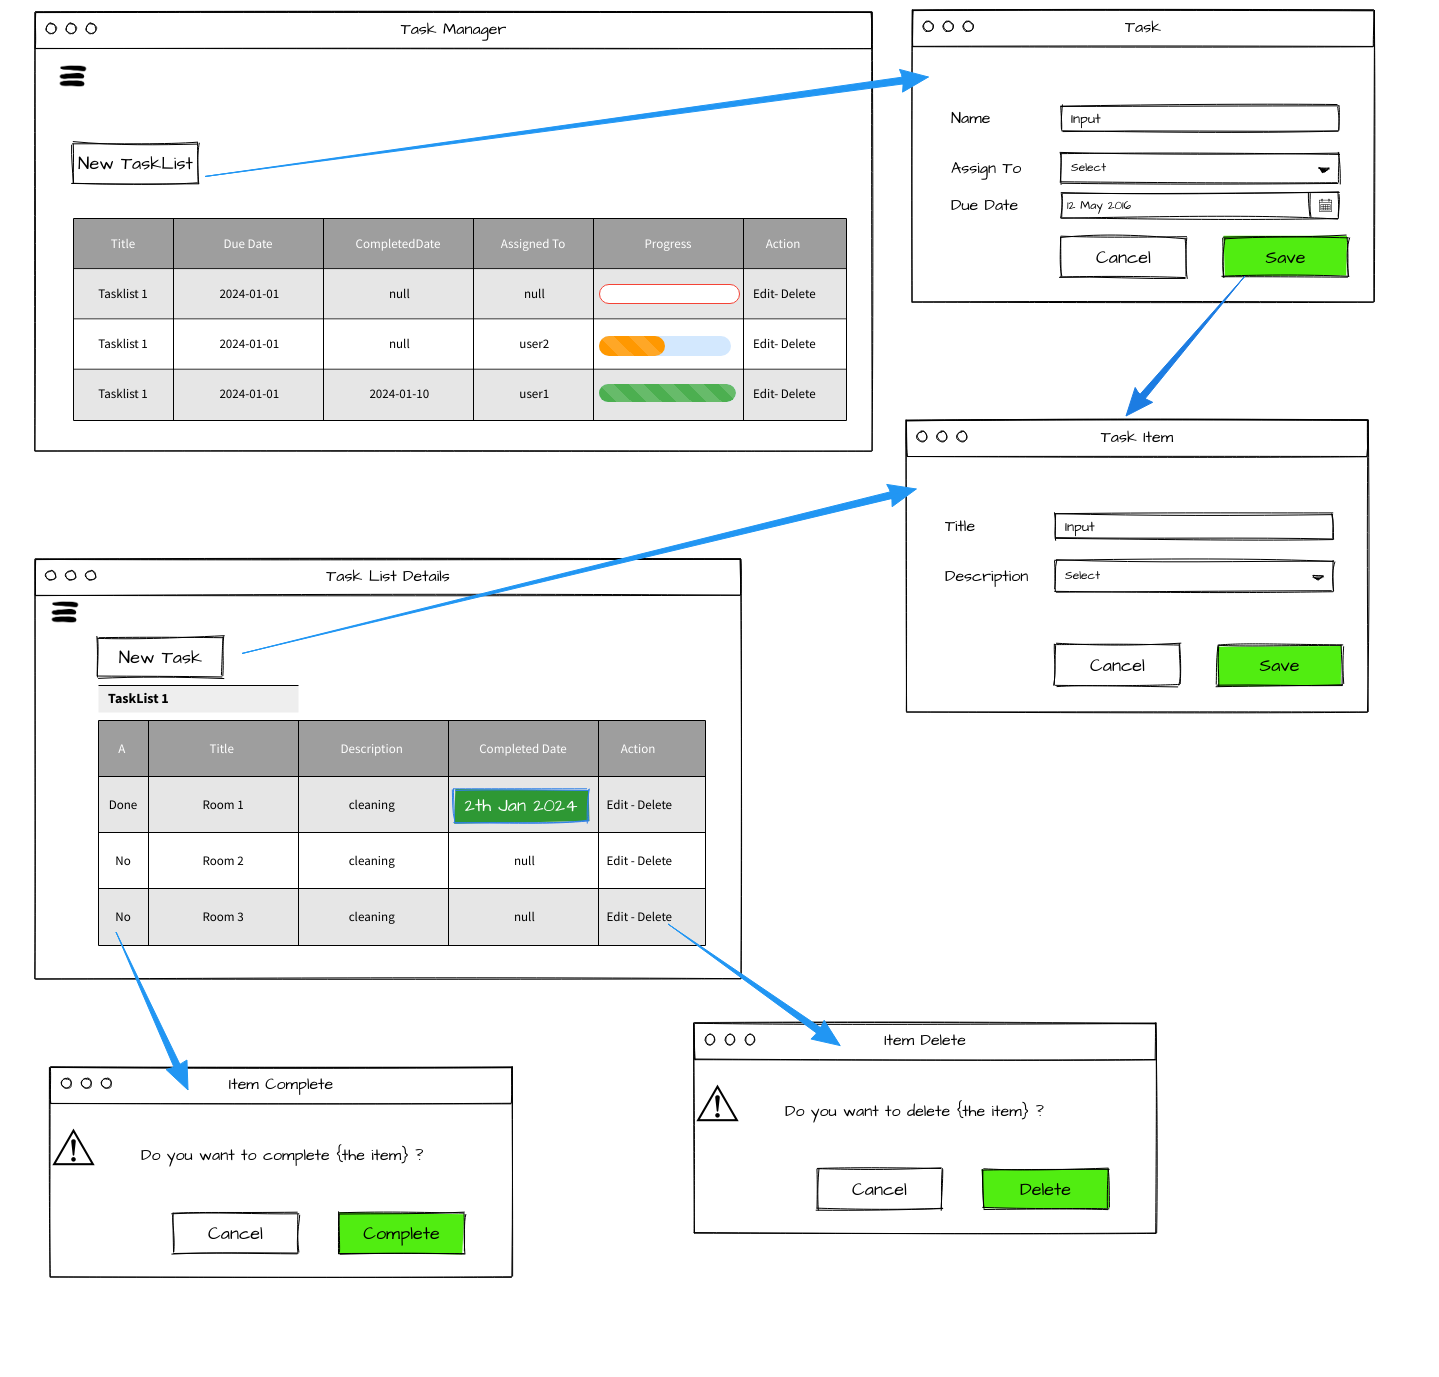 Task Manager
New TaskList
Title Due Date CompletedDate Assigned To Progress Action
Tasklist 1 2024-01-01 null null Edit- Delete
Tasklist 1 2024-01-01 null user2 Edit- Delete
Tasklist 1 2024-01-01 2024-01-10 user1 Edit- Delete
Task
Name Input
Assign To Select
Due Date 12 May 2016
Cancel Save
Task Item
Title Input
Description Select
Cancel Save
Task List Details
New Task
TaskList 1
A Title Description Completed Date Action
Done Room 1 cleaning 2th Jan 2024 Edit - Delete
No Room 2 cleaning null Edit - Delete
No Room 3 cleaning null Edit - Delete
Item Complete
Do you want to complete {the item} ?
Cancel Complete
Item Delete
Do you want to delete {the item} ?
Cancel Delete